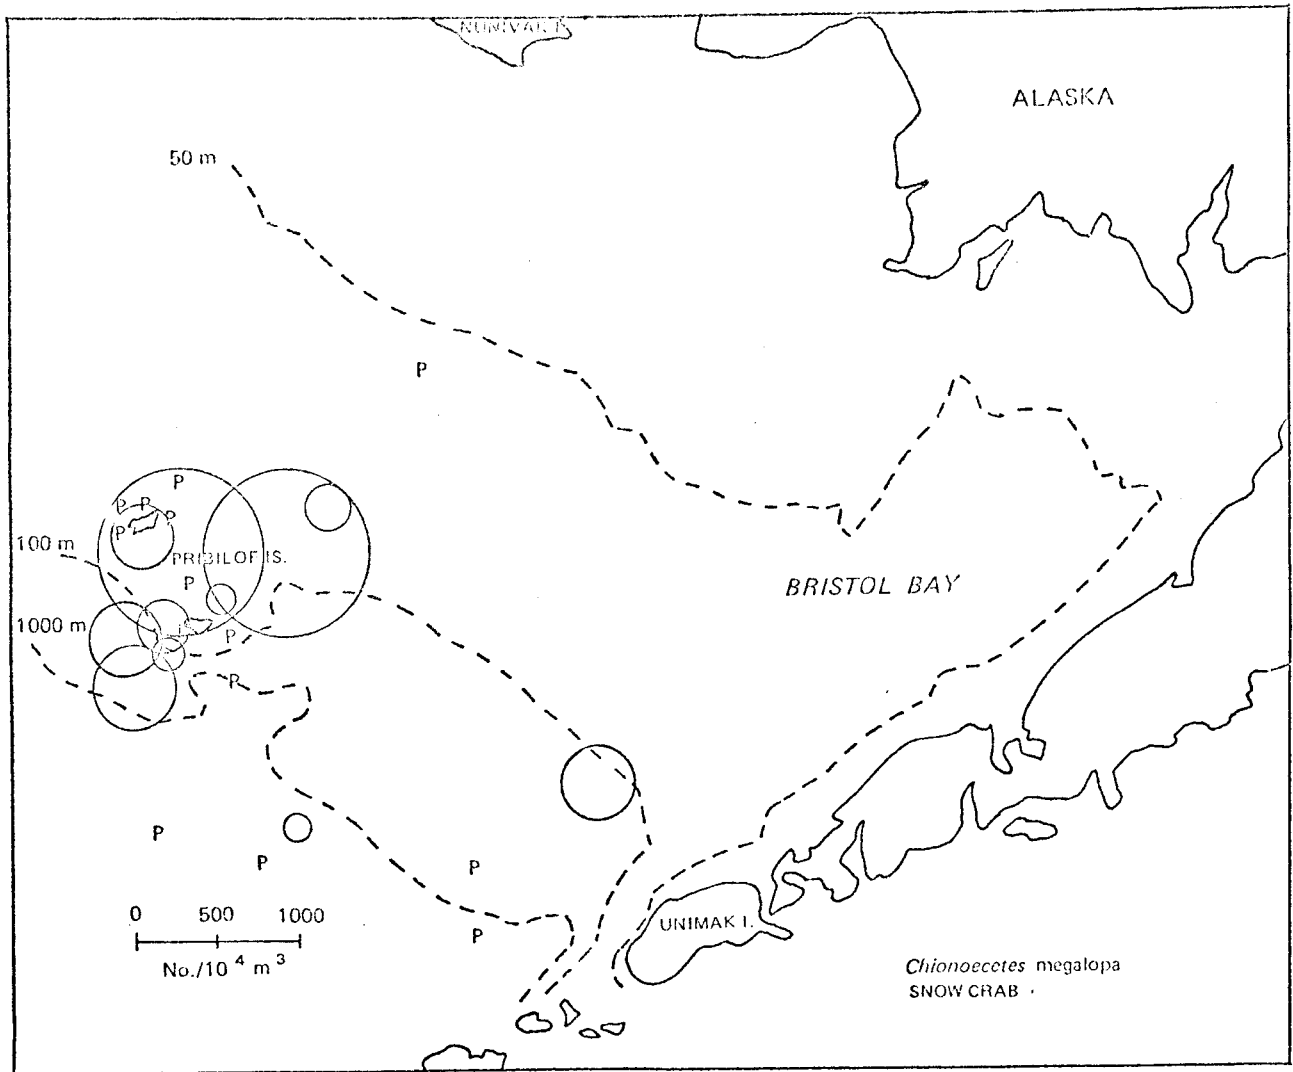 NUNIVAK I.
ALASKA
50 m
P
P
P P
P
P
100 m
PRIBILOF IS.
P
BRISTOL BAY
1000 m
P
P
P
P
P
0 500 1000
No./10⁴ m³
P
UNIMAK I.
Chionoecetes megalopa
SNOW CRAB